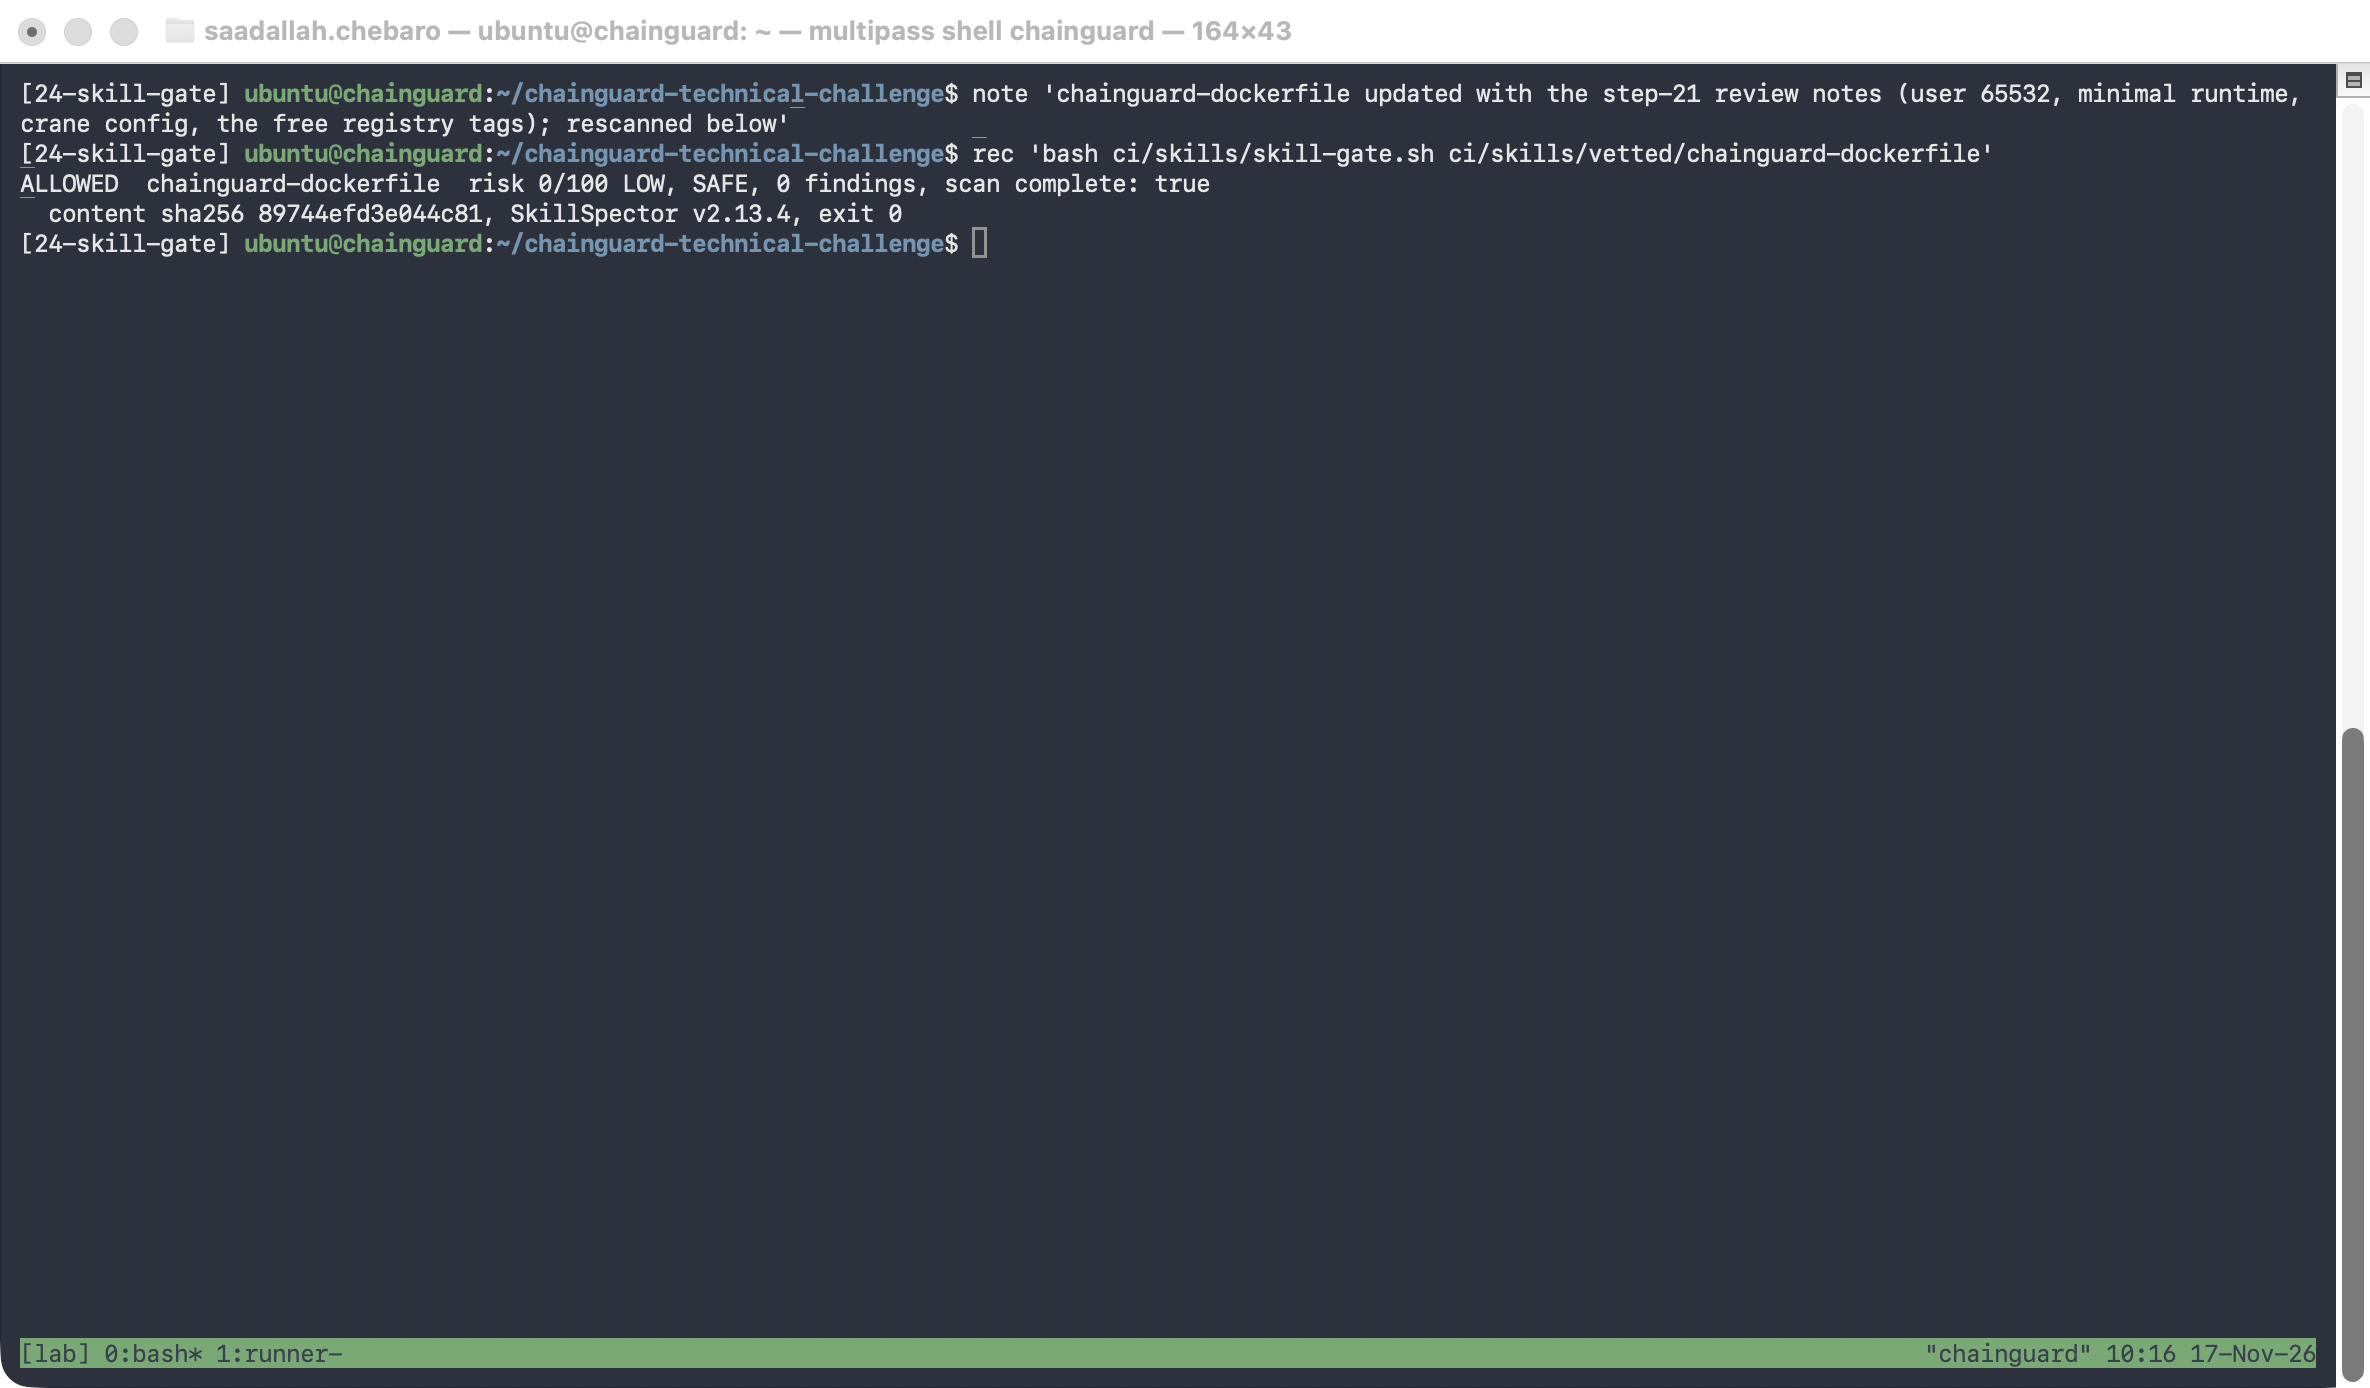 saadallah.chebaro — ubuntu@chainguard: ~ — multipass shell chainguard — 164×43
[24-skill-gate] ubuntu@chainguard:~/chainguard-technical-challenge$ note 'chainguard-dockerfile updated with the step-21 review notes (user 65532, minimal runtime,
crane config, the free registry tags); rescanned below'
[24-skill-gate] ubuntu@chainguard:~/chainguard-technical-challenge$ rec 'bash ci/skills/skill-gate.sh ci/skills/vetted/chainguard-dockerfile'
ALLOWED  chainguard-dockerfile  risk 0/100 LOW, SAFE, 0 findings, scan complete: true
  content sha256 89744efd3e044c81, SkillSpector v2.13.4, exit 0
[24-skill-gate] ubuntu@chainguard:~/chainguard-technical-challenge$
[lab] 0:bash* 1:runner- "chainguard" 10:16 17-Nov-26